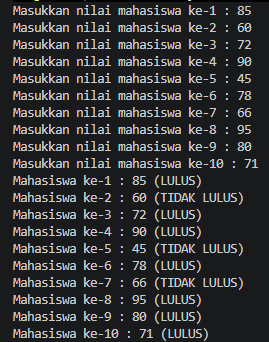 Masukkan nilai mahasiswa ke-1 : 85
Masukkan nilai mahasiswa ke-2 : 60
Masukkan nilai mahasiswa ke-3 : 72
Masukkan nilai mahasiswa ke-4 : 90
Masukkan nilai mahasiswa ke-5 : 45
Masukkan nilai mahasiswa ke-6 : 78
Masukkan nilai mahasiswa ke-7 : 66
Masukkan nilai mahasiswa ke-8 : 95
Masukkan nilai mahasiswa ke-9 : 80
Masukkan nilai mahasiswa ke-10 : 71
Mahasiswa ke-1 : 85 (LULUS)
Mahasiswa ke-2 : 60 (TIDAK LULUS)
Mahasiswa ke-3 : 72 (LULUS)
Mahasiswa ke-4 : 90 (LULUS)
Mahasiswa ke-5 : 45 (TIDAK LULUS)
Mahasiswa ke-6 : 78 (LULUS)
Mahasiswa ke-7 : 66 (TIDAK LULUS)
Mahasiswa ke-8 : 95 (LULUS)
Mahasiswa ke-9 : 80 (LULUS)
Mahasiswa ke-10 : 71 (LULUS)